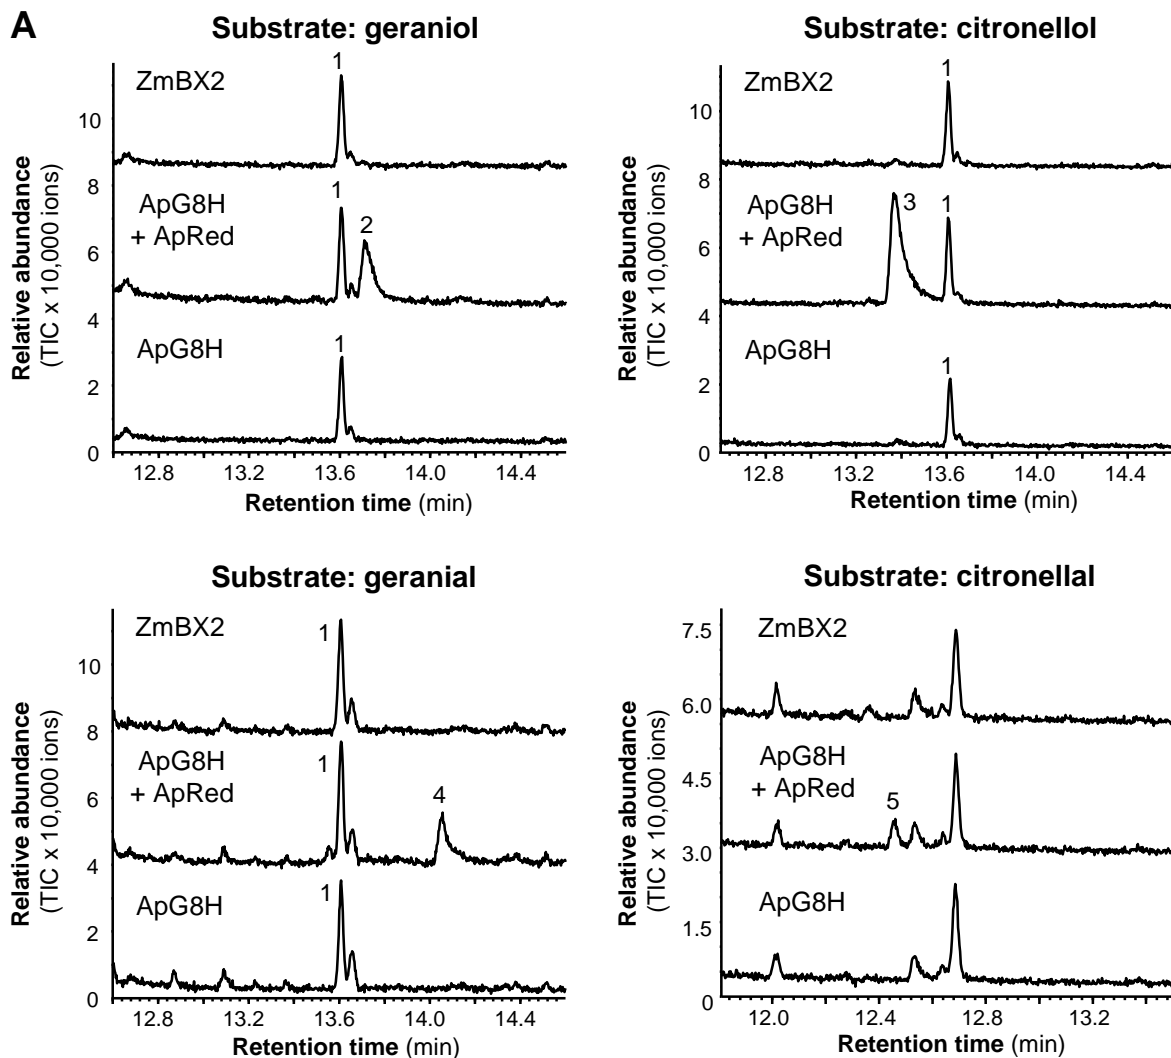 A
Substrate: geraniol
ZmBX2
1
ApG8H
+ ApRed
1
2
ApG8H
1
10
8
6
4
2
0
12.8
13.2
13.6
14.0
14.4
Relative abundance
(TIC x 10,000 ions)
Retention time (min)
Substrate: citronellol
ZmBX2
1
ApG8H
+ ApRed
3
1
ApG8H
1
10
8
6
4
2
0
12.8
13.2
13.6
14.0
14.4
Relative abundance
(TIC x 10,000 ions)
Retention time (min)
Substrate: geranial
ZmBX2
1
ApG8H
+ ApRed
1
4
ApG8H
1
10
8
6
4
2
0
12.8
13.2
13.6
14.0
14.4
Relative abundance
(TIC x 10,000 ions)
Retention time (min)
Substrate: citronellal
ZmBX2
ApG8H
+ ApRed
5
ApG8H
7.5
6.0
4.5
3.0
1.5
0
12.0
12.4
12.8
13.2
Relative abundance
(TIC x 10,000 ions)
Retention time (min)